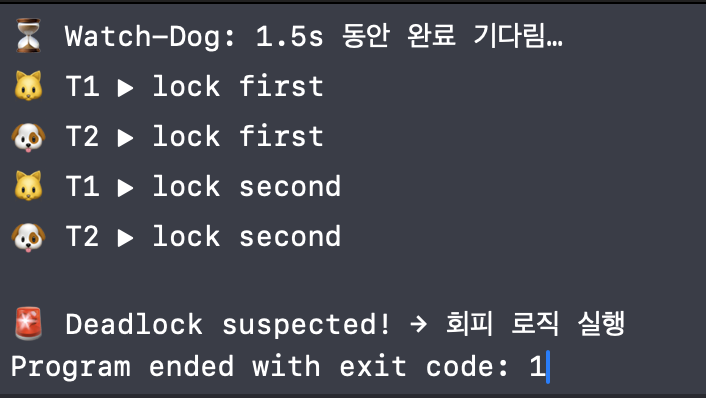 ⏳ Watch-Dog: 1.5s 동안 완료 기다림…
🐱 T1 ▶ lock first
🐶 T2 ▶ lock first
🐱 T1 ▶ lock second
🐶 T2 ▶ lock second
🚨 Deadlock suspected! → 회피 로직 실행
Program ended with exit code: 1